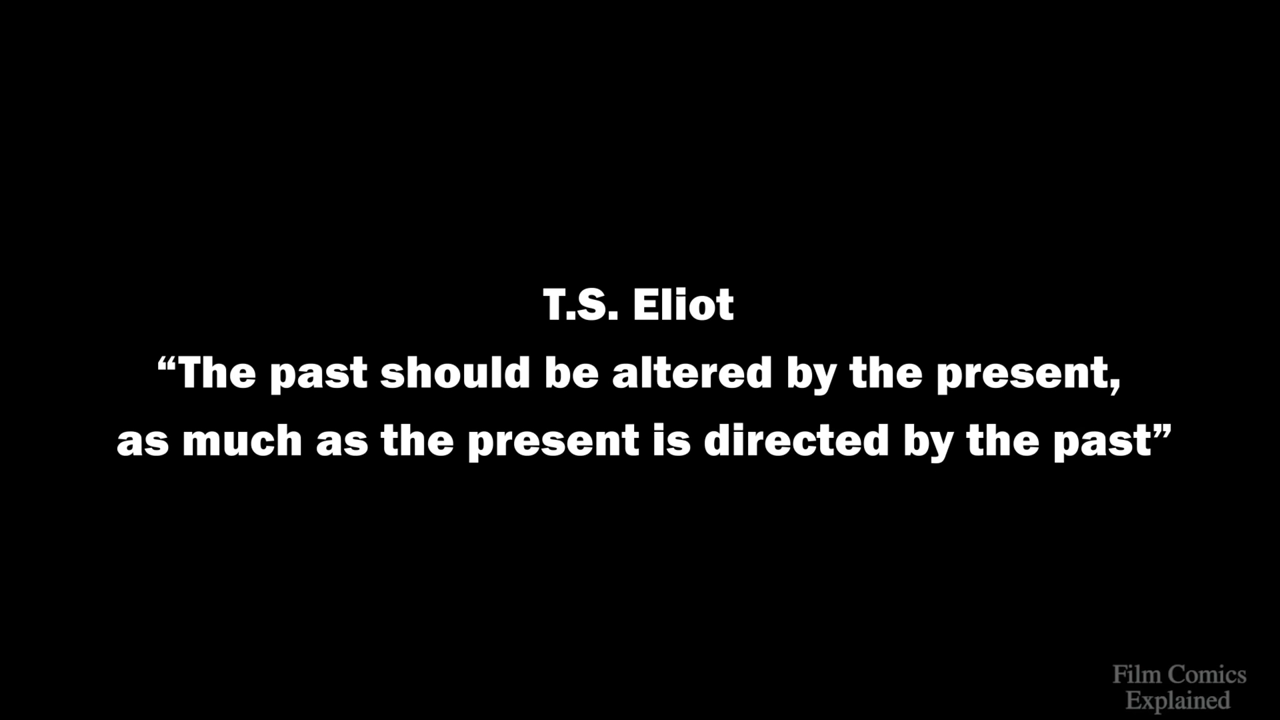 T.S. Eliot
“The past should be altered by the present,
as much as the present is directed by the past”
Film Comics
Explained